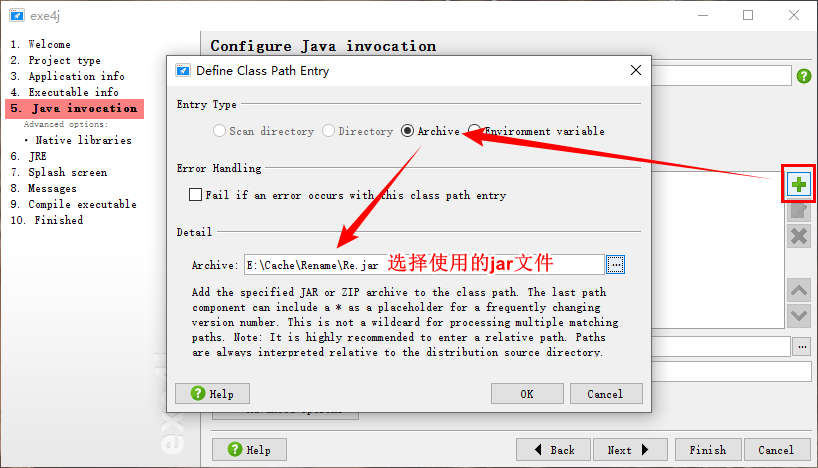 exe4j
1. Welcome
2. Project type
3. Application info
4. Executable info
5. Java invocation
Advanced options:
• Native libraries
6. JRE
7. Splash screen
8. Messages
9. Compile executable
10. Finished
Configure Java invocation
Define Class Path Entry
Entry Type
Scan directory
Directory
Archive
Environment variable
Error Handling
Fail if an error occurs with this class path entry
Detail
Archive: E:\Cache\Rename\Re.jar 选择使用的jar文件 ...
Add the specified JAR or ZIP archive to the class path. The last path
component can include a * as a placeholder for a frequently changing
version number. This is not a wildcard for processing multiple matching
paths. Note: It is highly recommended to enter a relative path. Paths
are always interpreted relative to the distribution source directory.
Help
OK
Cancel
...
Help
Back
Next
Finish
Cancel